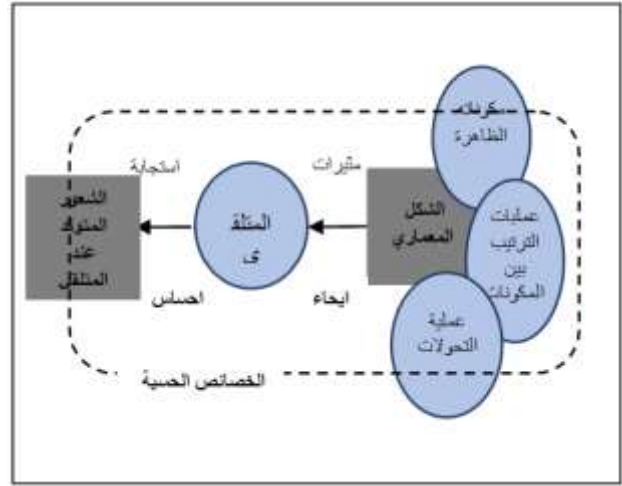 مكوناته
الظاهرة
عمليات
الترتيب
بين
المكونات
عملية
التحولات
الشكل
المعماري
مثيرات
ايحاء
المتلق
ى
استجابة
احساس
الشعور
المتولد
عند
المتلقي
الخصائص الحسية